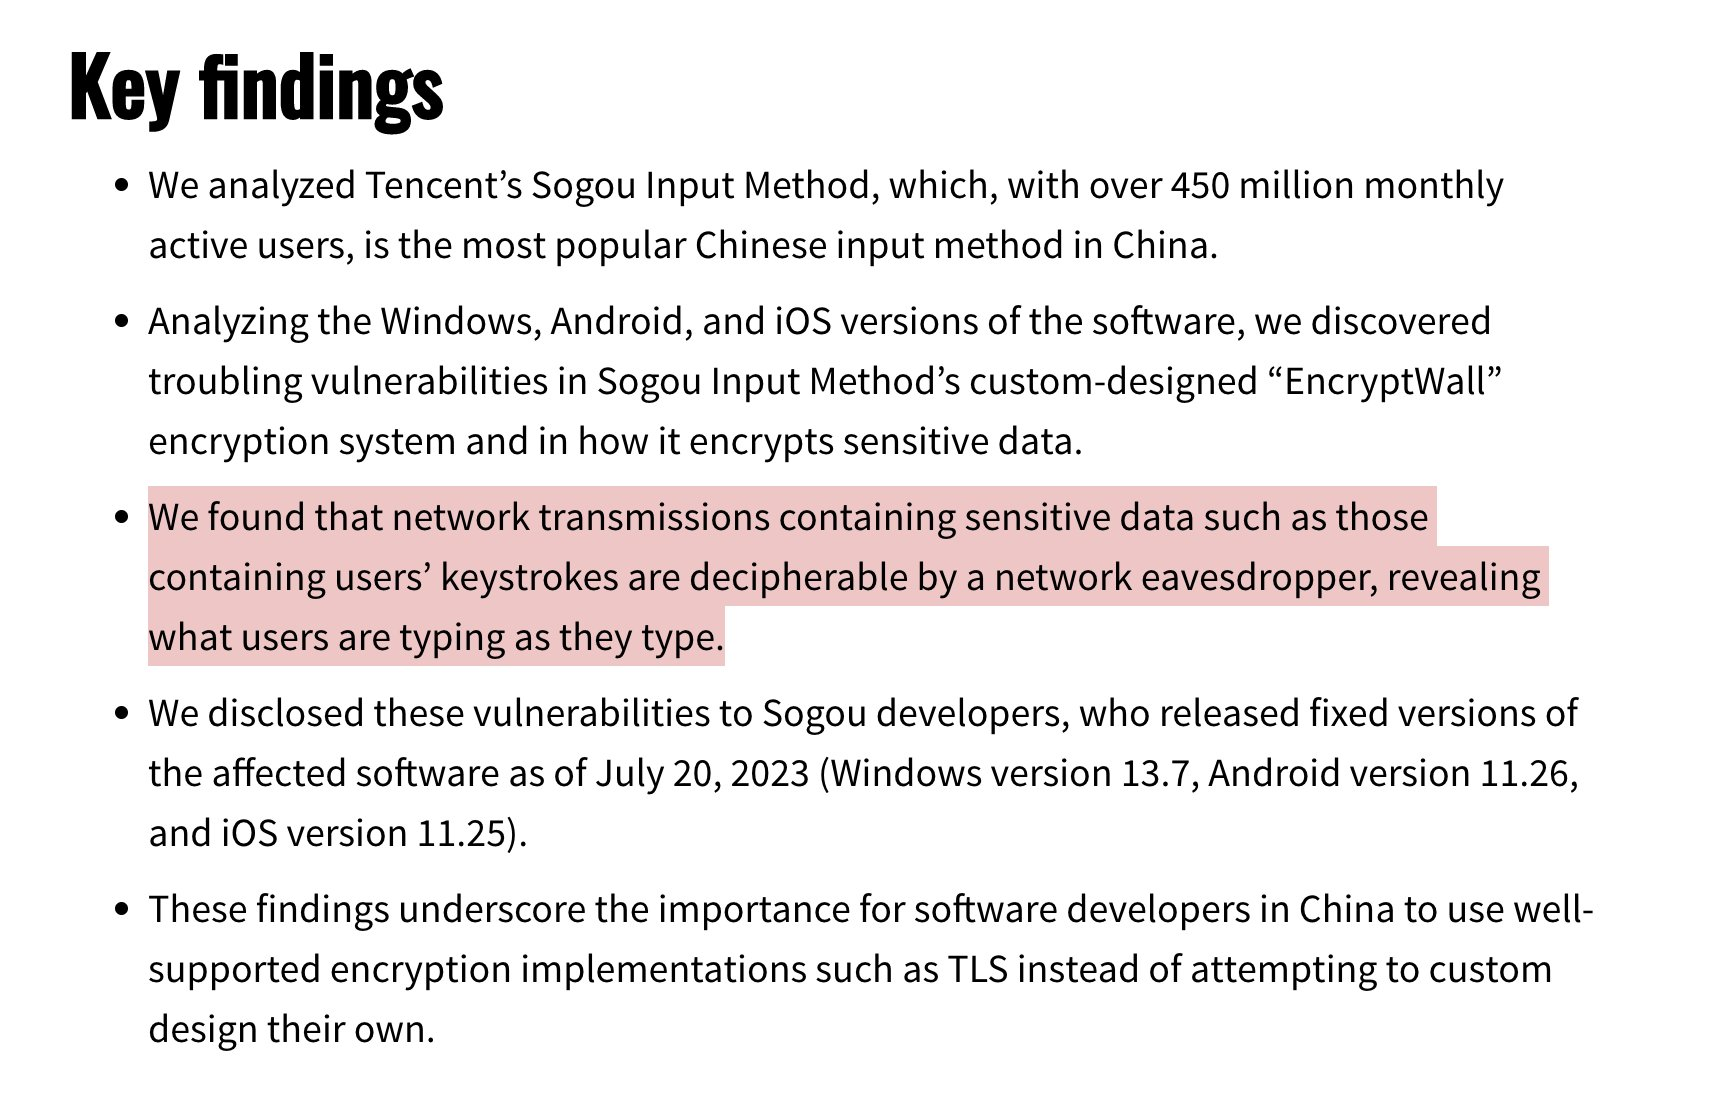 Key findings
We analyzed Tencent’s Sogou Input Method, which, with over 450 million monthly
active users, is the most popular Chinese input method in China.
Analyzing the Windows, Android, and iOS versions of the software, we discovered
troubling vulnerabilities in Sogou Input Method’s custom-designed “EncryptWall”
encryption system and in how it encrypts sensitive data.
We found that network transmissions containing sensitive data such as those
containing users’ keystrokes are decipherable by a network eavesdropper, revealing
what users are typing as they type.
We disclosed these vulnerabilities to Sogou developers, who released fixed versions of
the affected software as of July 20, 2023 (Windows version 13.7, Android version 11.26,
and iOS version 11.25).
These findings underscore the importance for software developers in China to use well-
supported encryption implementations such as TLS instead of attempting to custom
design their own.